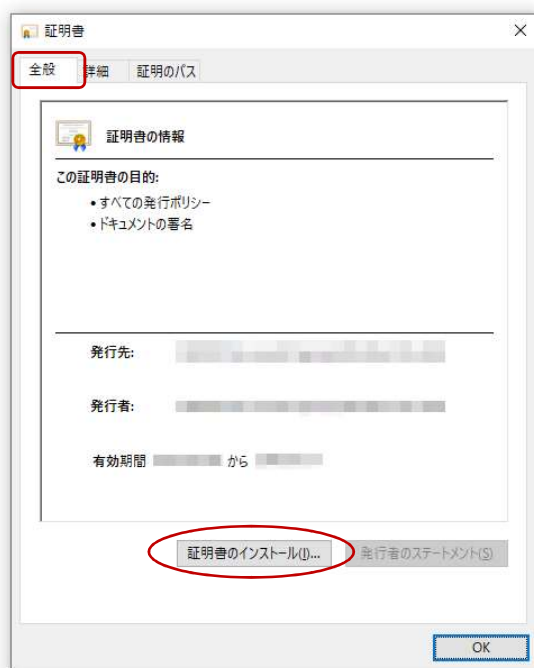 証明書
全般
詳細
証明のパス
証明書の情報
この証明書の目的:
•すべての発行ポリシー
•ドキュメントの署名
発行先:
発行者:
有効期間
から
証明書のインストール(I)...
発行者のステートメント(S)
OK